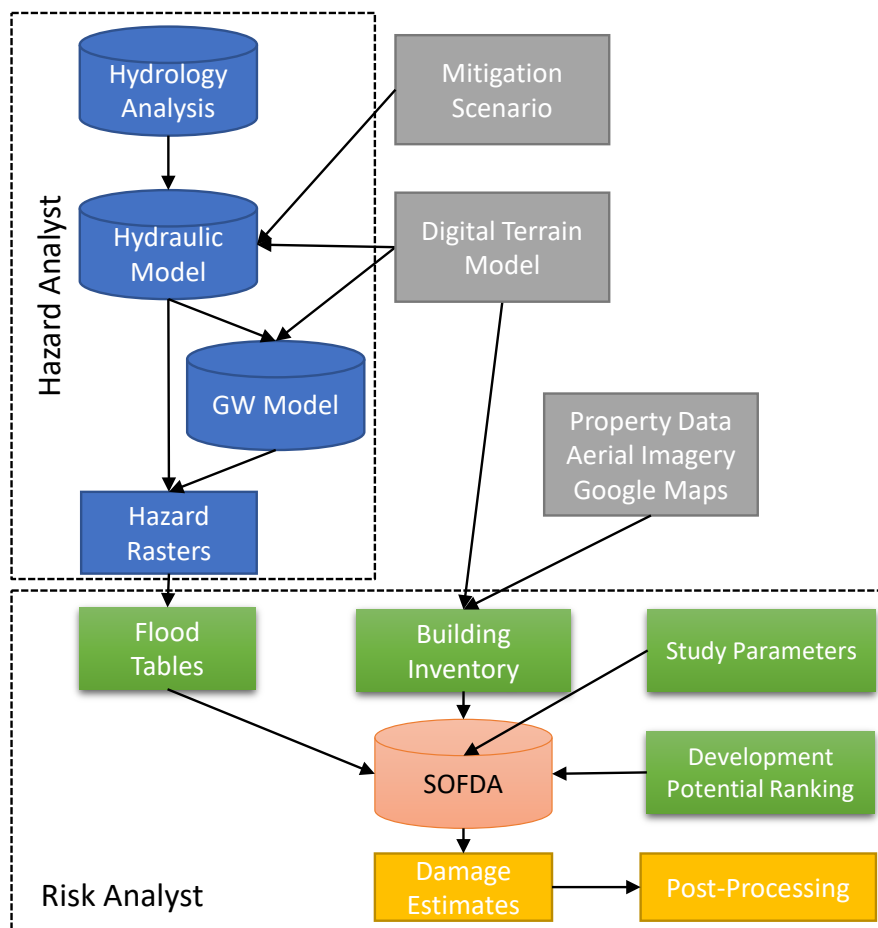 Hydrology
Analysis
Mitigation
Scenario
Hazard Analyst
Hydraulic
Model
Digital Terrain
Model
GW Model
Property Data
Aerial Imagery
Google Maps
Hazard
Rasters
Flood
Tables
Building
Inventory
Study Parameters
SOFDA
Development
Potential Ranking
Risk Analyst
Damage
Estimates
Post-Processing